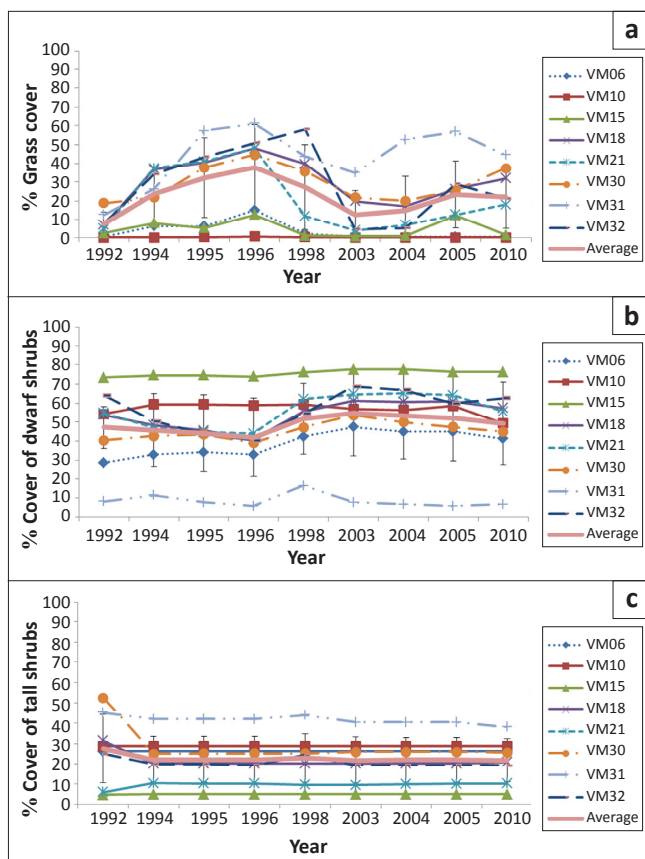 a
% Grass cover
100
90
80
70
60
50
40
30
20
10
0
1992 1994 1995 1996 1998 2003 2004 2005 2010
Year
VM06
VM10
VM15
VM18
VM21
VM30
VM31
VM32
Average
b
% Cover of dwarf shrubs
100
90
80
70
60
50
40
30
20
10
0
1992 1994 1995 1996 1998 2003 2004 2005 2010
Year
VM06
VM10
VM15
VM18
VM21
VM30
VM31
VM32
Average
c
% Cover of tall shrubs
100
90
80
70
60
50
40
30
20
10
0
1992 1994 1995 1996 1998 2003 2004 2005 2010
Year
VM06
VM10
VM15
VM18
VM21
VM30
VM31
VM32
Average